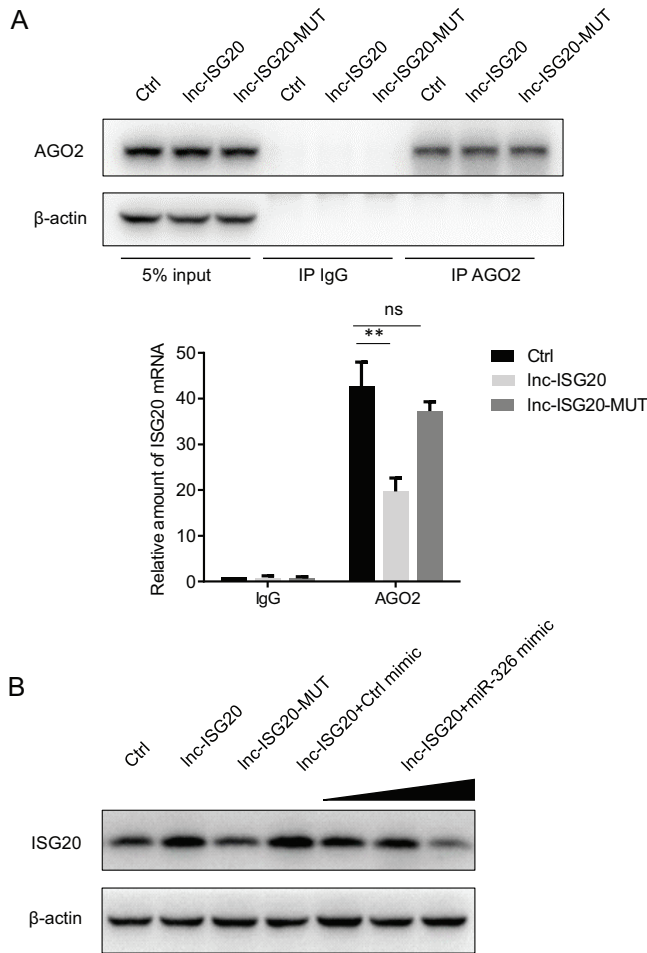 A
Ctrl
lnc-ISG20
lnc-ISG20-MUT
Ctrl
lnc-ISG20
lnc-ISG20-MUT
Ctrl
lnc-ISG20
lnc-ISG20-MUT
AGO2
β-actin
5% input
IP IgG
IP AGO2
ns
**
Relative amount of ISG20 mRNA
50
40
30
20
10
0
IgG
AGO2
Ctrl
lnc-ISG20
lnc-ISG20-MUT
B
Ctrl
lnc-ISG20
lnc-ISG20-MUT
lnc-ISG20+Ctrl mimic
lnc-ISG20+miR-326 mimic
ISG20
β-actin